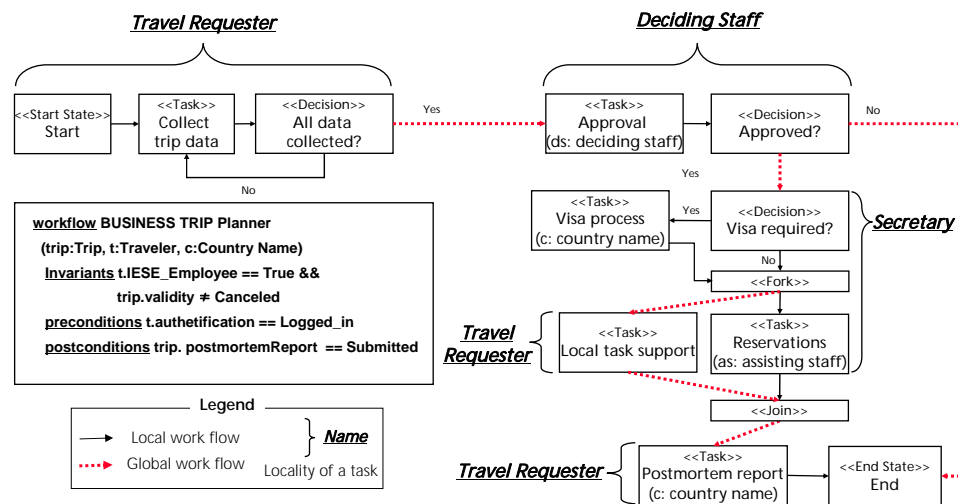 Travel Requester
Deciding Staff
<<Start State>>
Start
<<Task>>
Collect
trip data
<<Decision>>
All data
collected?
Yes
No
<<Task>>
Approval
(ds: deciding staff)
<<Decision>>
Approved?
No
Yes
workflow BUSINESS TRIP Planner
(trip:Trip, t:Traveler, c:Country Name)
Invariants t.IESE_Employee == True &&
trip.validity ≠ Canceled
preconditions t.authetification == Logged_in
postconditions trip. postmortemReport == Submitted
<<Task>>
Visa process
(c: country name)
Yes
<<Decision>>
Visa required?
Secretary
No
<<Fork>>
Travel
Requester
<<Task>>
Local task support
<<Task>>
Reservations
(as: assisting staff)
<<Join>>
Legend
Local work flow
Global work flow
Name
Locality of a task
Travel Requester
<<Task>>
Postmortem report
(c: country name)
<<End State>>
End